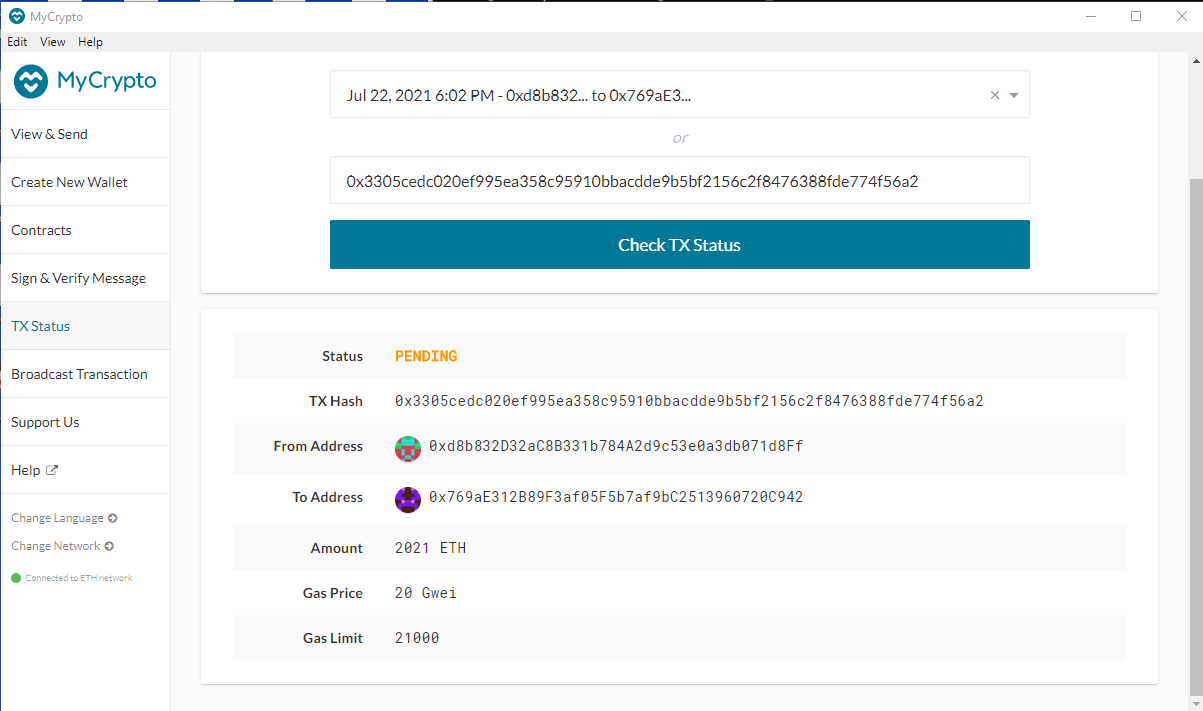 MyCrypto
Edit View Help
MyCrypto
View & Send
Create New Wallet
Contracts
Sign & Verify Message
TX Status
Broadcast Transaction
Support Us
Help
Change Language
Change Network
Connected to ETH network
Jul 22, 2021 6:02 PM - 0xd8b832... to 0x769aE3...
or
0x3305cedc020ef995ea358c95910bbacdde9b5bf2156c2f8476388fde774f56a2
Check TX Status
Status PENDING
TX Hash 0x3305cedc020ef995ea358c95910bbacdde9b5bf2156c2f8476388fde774f56a2
From Address 0xd8b832D32aC8B331b784A2d9c53e0a3db071d8Ff
To Address 0x769aE312B89F3af05F5b7af9bC2513960720C942
Amount 2021 ETH
Gas Price 20 Gwei
Gas Limit 21000